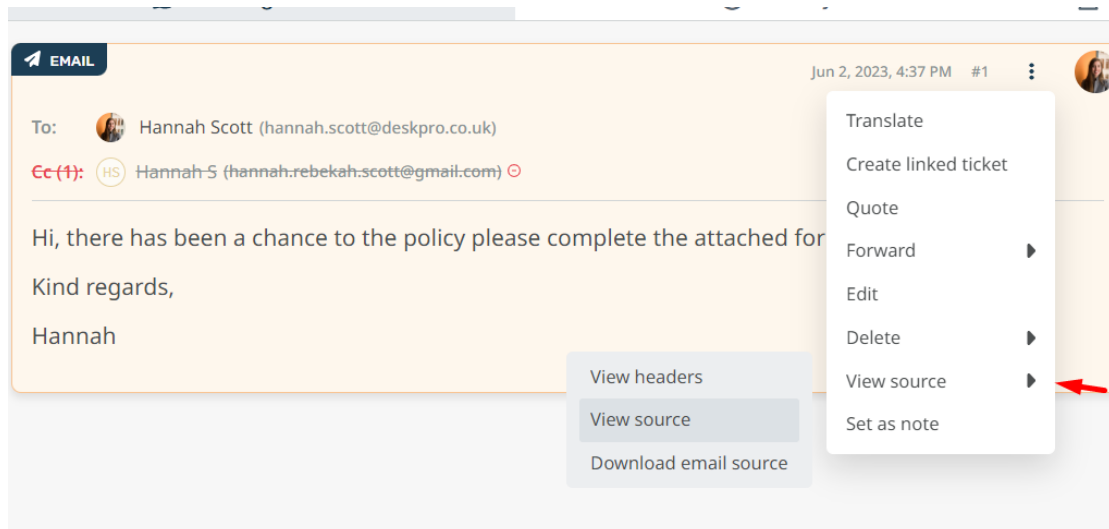 EMAIL
Jun 2, 2023, 4:37 PM #1
To: Hannah Scott (hannah.scott@deskpro.co.uk)
Cc (1): HS Hannah S (hannah.rebekah.scott@gmail.com)
Hi, there has been a chance to the policy please complete the attached for
Kind regards,
Hannah
Translate
Create linked ticket
Quote
Forward
Edit
Delete
View source
Set as note
View headers
View source
Download email source